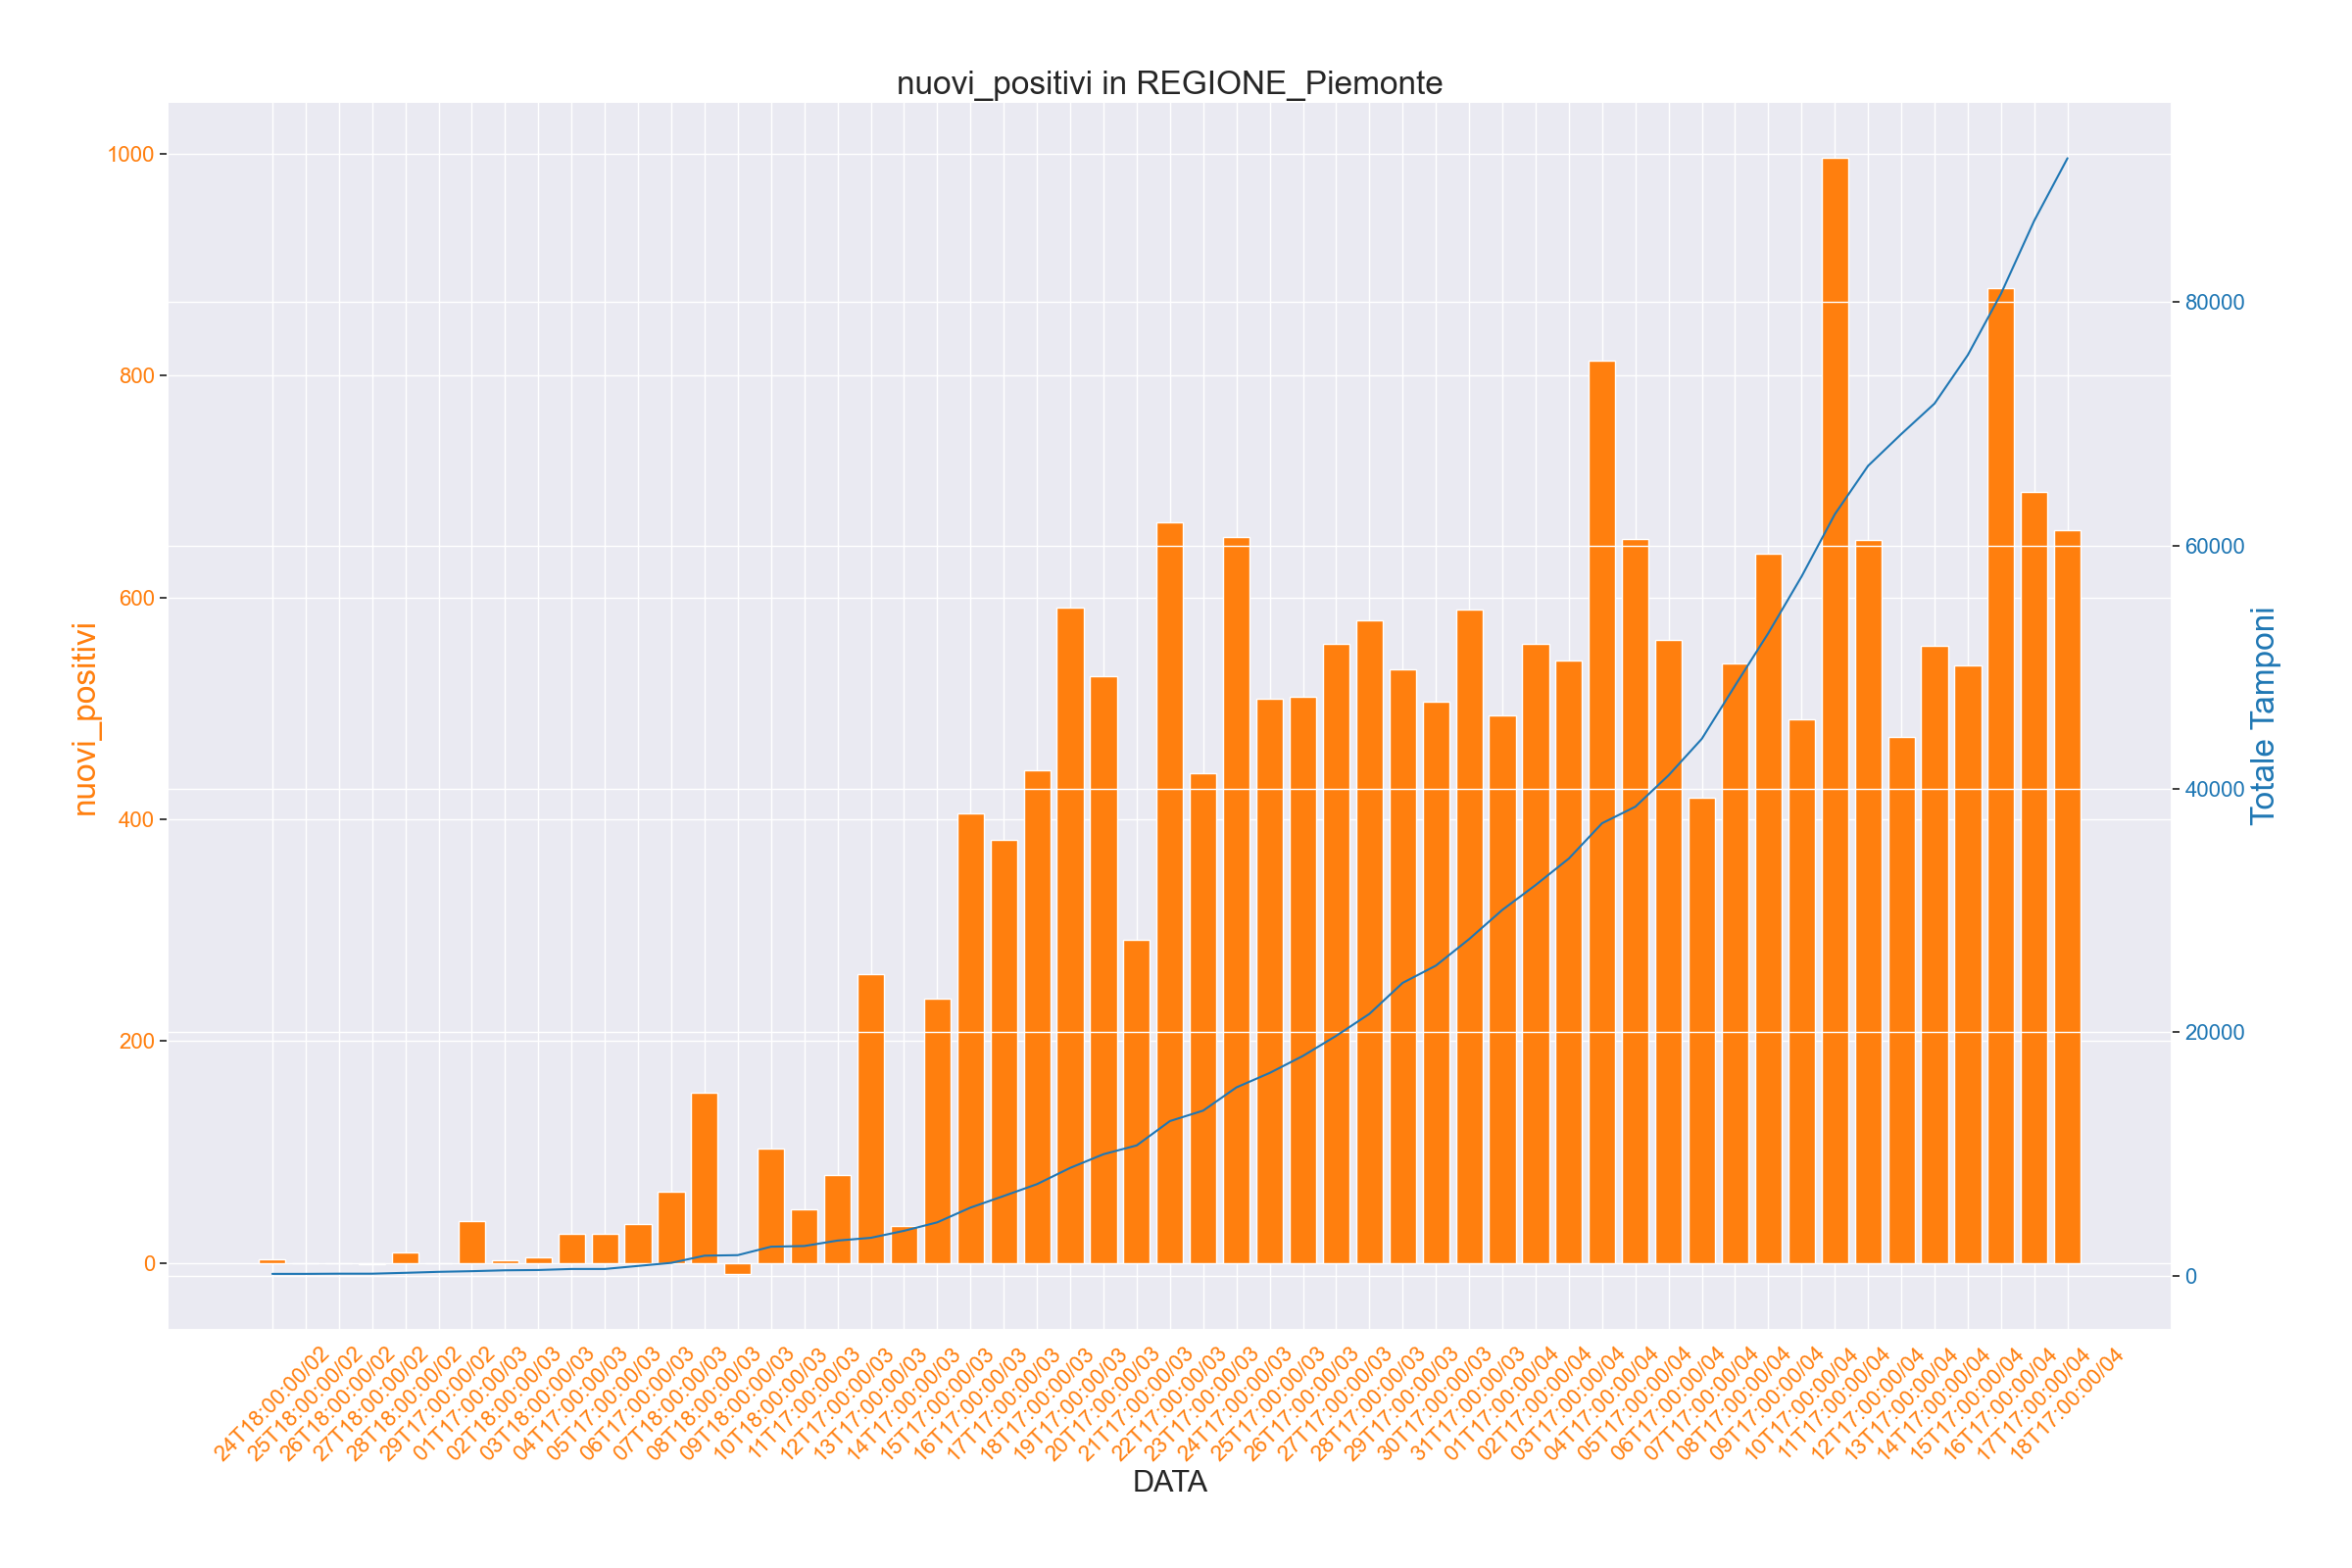 nuovi_positivi in REGIONE_Piemonte
1000
800
600
400
200
0
nuovi_positivi
80000
60000
40000
20000
0
Totale Tamponi
24T18:00:00/02
25T18:00:00/02
26T18:00:00/02
27T18:00:00/02
28T18:00:00/02
29T17:00:00/02
01T17:00:00/03
02T18:00:00/03
03T18:00:00/03
04T17:00:00/03
05T17:00:00/03
06T17:00:00/03
07T18:00:00/03
08T18:00:00/03
09T18:00:00/03
10T18:00:00/03
11T17:00:00/03
12T17:00:00/03
13T17:00:00/03
14T17:00:00/03
15T17:00:00/03
16T17:00:00/03
17T17:00:00/03
18T17:00:00/03
19T17:00:00/03
20T17:00:00/03
21T17:00:00/03
22T17:00:00/03
23T17:00:00/03
24T17:00:00/03
25T17:00:00/03
26T17:00:00/03
27T17:00:00/03
28T17:00:00/03
29T17:00:00/03
30T17:00:00/03
31T17:00:00/03
01T17:00:00/04
02T17:00:00/04
03T17:00:00/04
04T17:00:00/04
05T17:00:00/04
06T17:00:00/04
07T17:00:00/04
08T17:00:00/04
09T17:00:00/04
10T17:00:00/04
11T17:00:00/04
12T17:00:00/04
13T17:00:00/04
14T17:00:00/04
15T17:00:00/04
16T17:00:00/04
17T17:00:00/04
18T17:00:00/04
DATA